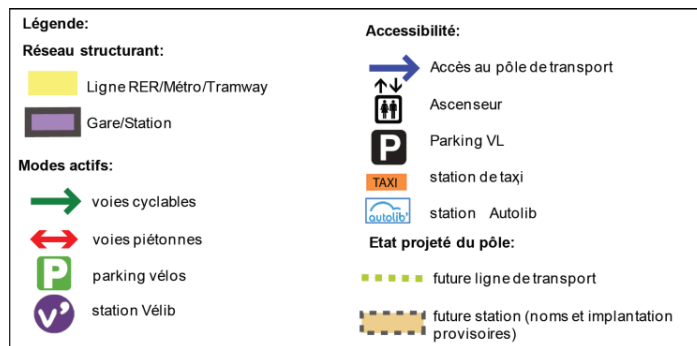 Légende:
Réseau structurant:
Ligne RER/Métro/Tramway
Gare/Station
Modes actifs:
voies cyclables
voies piétonnes
P
parking vélos
v'
station Vélib
Accessibilité:
Accès au pôle de transport
Ascenseur
P
Parking VL
TAXI
station de taxi
autolib'
station Autolib
Etat projeté du pôle:
future ligne de transport
future station (noms et implantation
provisoires)